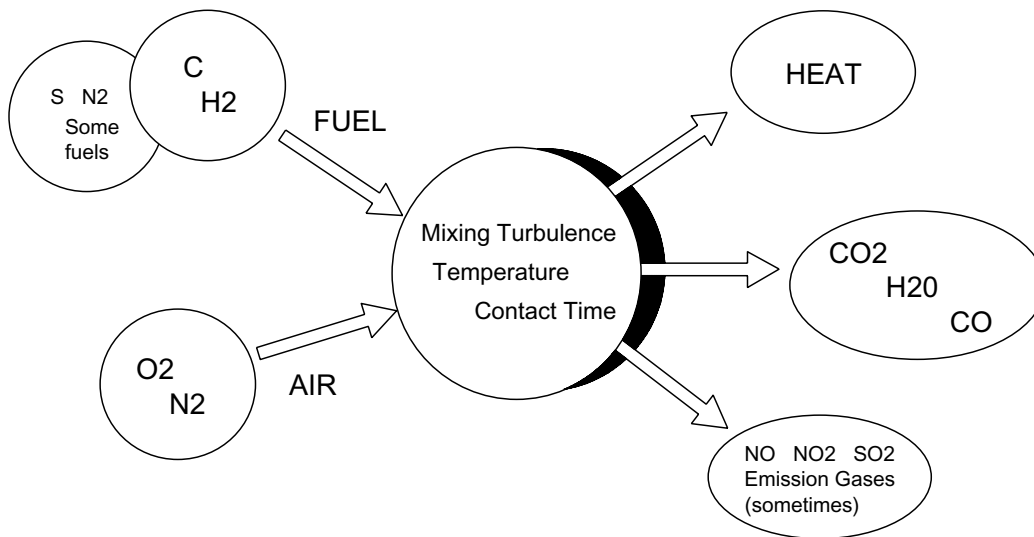 S N2
Some
fuels
C
H2
FUEL
O2
N2
AIR
Mixing Turbulence
Temperature
Contact Time
HEAT
CO2
H20
CO
NO NO2 SO2
Emission Gases
(sometimes)